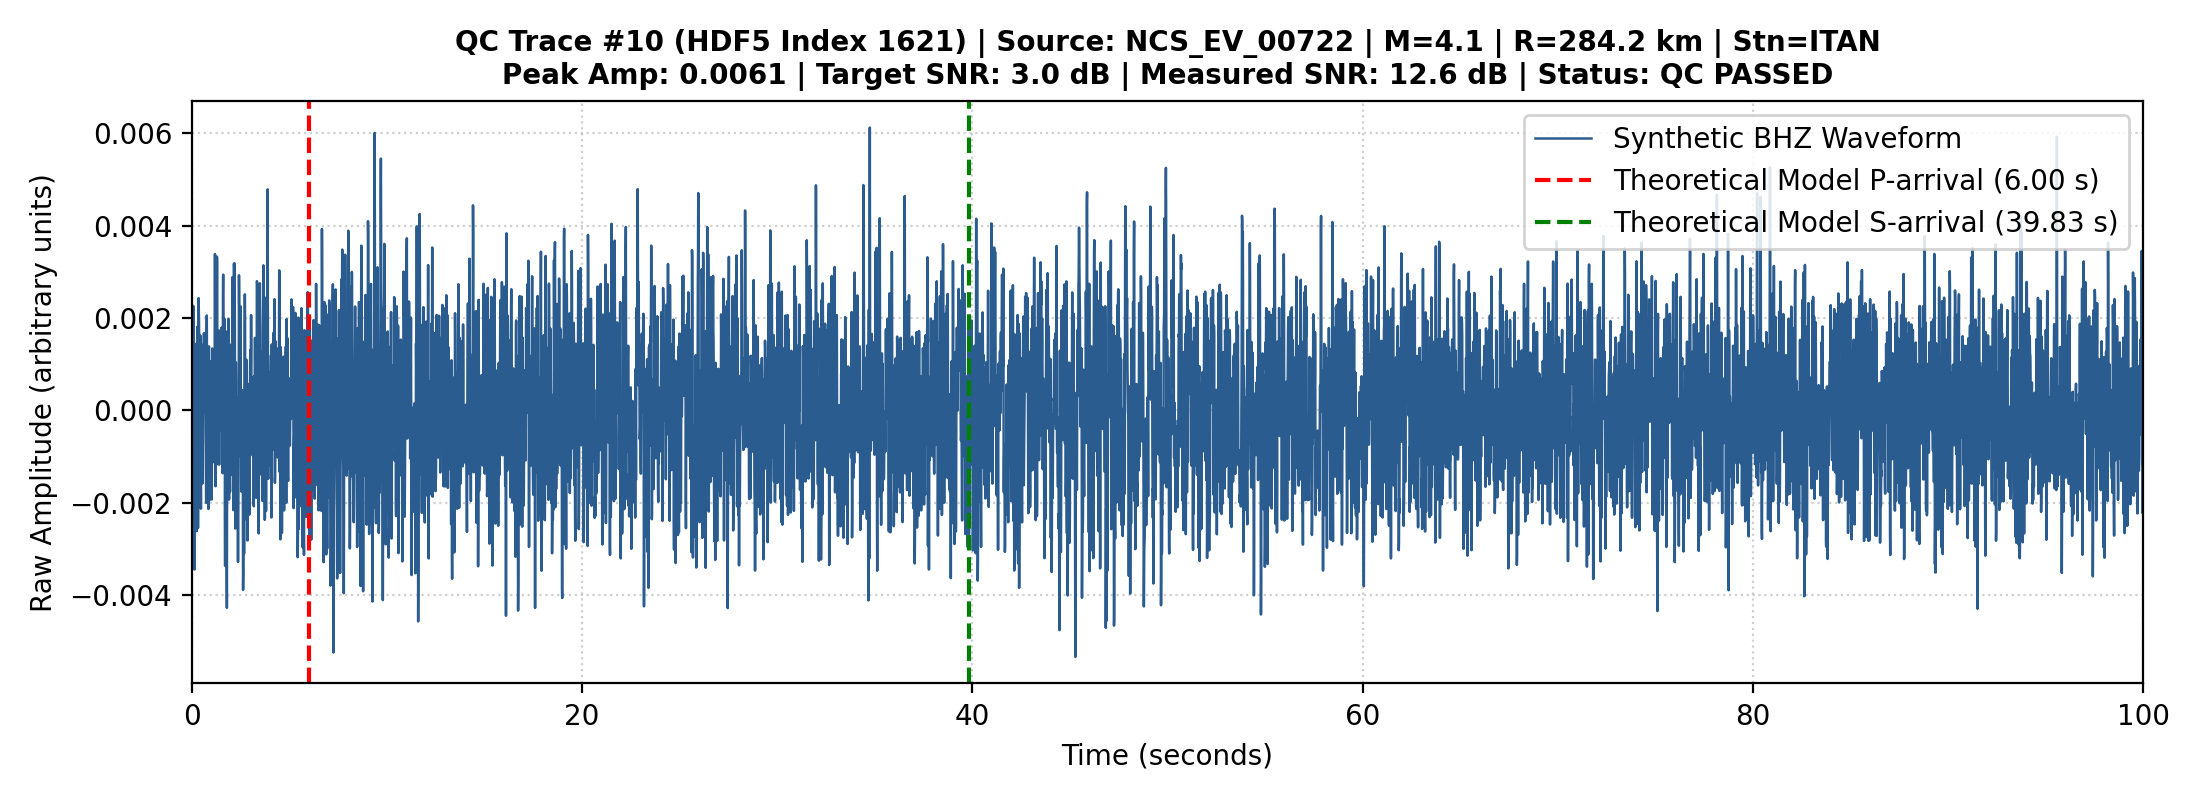 QC Trace #10 (HDF5 Index 1621) | Source: NCS_EV_00722 | M=4.1 | R=284.2 km | Stn=ITAN
Peak Amp: 0.0061 | Target SNR: 3.0 dB | Measured SNR: 12.6 dB | Status: QC PASSED
Raw Amplitude (arbitrary units)
0.006
0.004
0.002
0.000
−0.002
−0.004
Synthetic BHZ Waveform
Theoretical Model P-arrival (6.00 s)
Theoretical Model S-arrival (39.83 s)
0
20
40
60
80
100
Time (seconds)